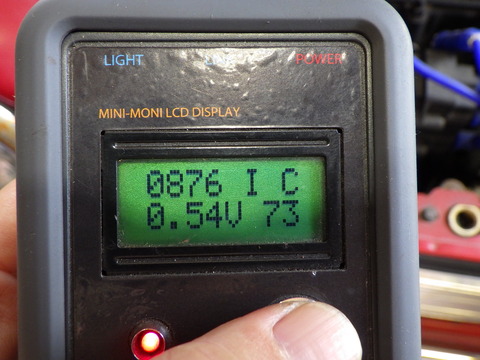 LIGHT POWER
MINI-MONI LCD DISPLAY
0876 I C
0.54V 73